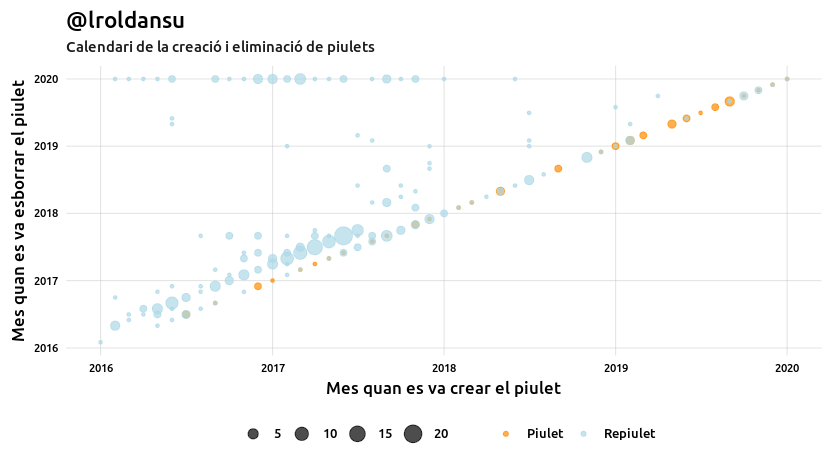 @lroldansu
Calendari de la creació i eliminació de piulets
Mes quan es va esborrar el piulet
2020
2019
2018
2017
2016
2016 2017 2018 2019 2020
Mes quan es va crear el piulet
5 10 15 20 Piulet Repiulet